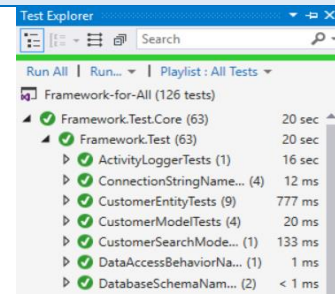 Test Explorer
Search
Run All | Run... | Playlist : All Tests
Framework-for-All (126 tests)
Framework.Test.Core (63) 20 sec
Framework.Test (63) 20 sec
ActivityLoggerTests (1) 16 sec
ConnectionStringName... (4) 12 ms
CustomerEntityTests (9) 777 ms
CustomerModelTests (4) 20 ms
CustomerSearchMode... (1) 133 ms
DataAccessBehaviorNa... (1) 1 ms
DatabaseSchemaNam... (2) < 1 ms